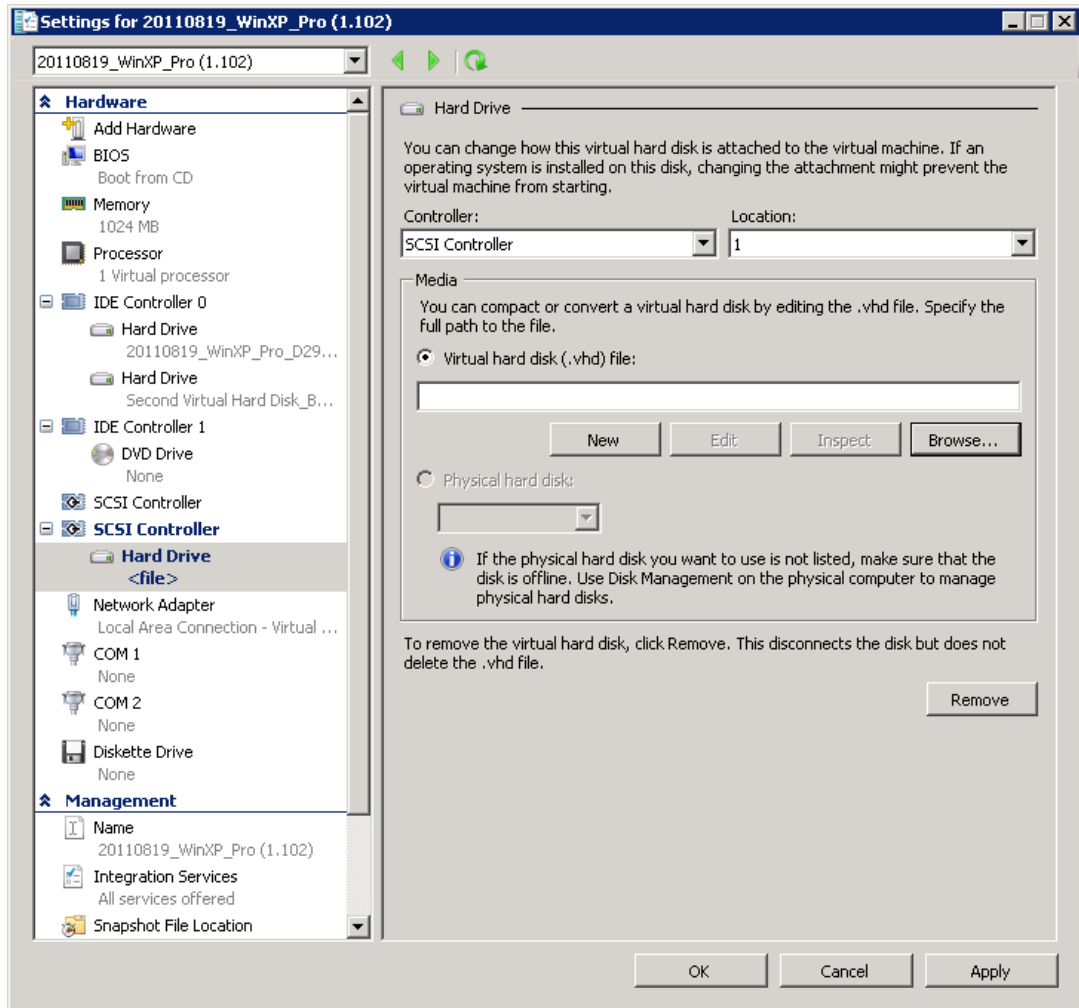 Settings for 20110819_WinXP_Pro (1.102)
20110819_WinXP_Pro (1.102)
Hardware
Add Hardware
BIOS
Boot from CD
Memory
1024 MB
Processor
1 Virtual processor
IDE Controller 0
Hard Drive
20110819_WinXP_Pro_D29...
Hard Drive
Second Virtual Hard Disk_B...
IDE Controller 1
DVD Drive
None
SCSI Controller
SCSI Controller
Hard Drive
<file>
Network Adapter
Local Area Connection - Virtual ...
COM 1
None
COM 2
None
Diskette Drive
None
Management
Name
20110819_WinXP_Pro (1.102)
Integration Services
All services offered
Snapshot File Location
Hard Drive
You can change how this virtual hard disk is attached to the virtual machine. If an
operating system is installed on this disk, changing the attachment might prevent the
virtual machine from starting.
Controller: Location:
SCSI Controller 1
Media
You can compact or convert a virtual hard disk by editing the .vhd file. Specify the
full path to the file.
Virtual hard disk (.vhd) file:
New Edit Inspect Browse...
Physical hard disk:
If the physical hard disk you want to use is not listed, make sure that the
disk is offline. Use Disk Management on the physical computer to manage
physical hard disks.
To remove the virtual hard disk, click Remove. This disconnects the disk but does not
delete the .vhd file.
Remove
OK Cancel Apply